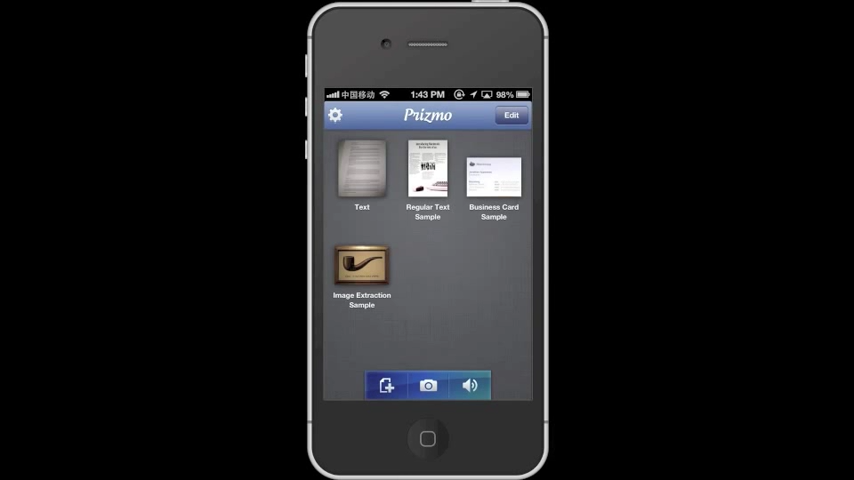 中国移动 1:43 PM 98%
Prizmo Edit
Text
Regular Text
Sample
Business Card
Sample
Image Extraction
Sample